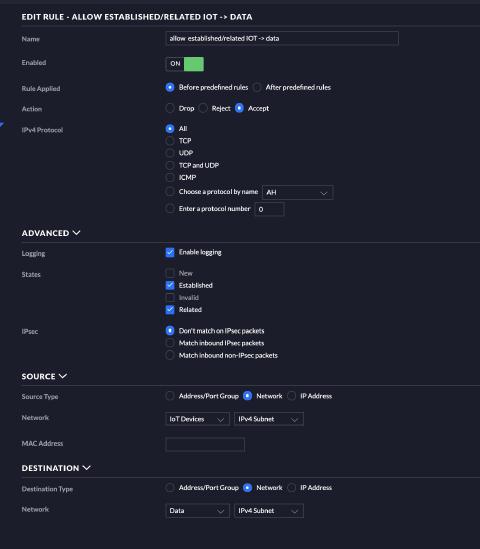 EDIT RULE - ALLOW ESTABLISHED/RELATED IOT -> DATA
Name allow established/related IOT -> data
Enabled ON
Rule Applied Before predefined rules After predefined rules
Action Drop Reject Accept
IPv4 Protocol All
TCP
UDP
TCP and UDP
ICMP
Choose a protocol by name AH
Enter a protocol number 0
ADVANCED
Logging Enable logging
States New
Established
Invalid
Related
IPsec Don't match on IPsec packets
Match inbound IPsec packets
Match inbound non-IPsec packets
SOURCE
Source Type Address/Port Group Network IP Address
Network IoT Devices IPv4 Subnet
MAC Address
DESTINATION
Destination Type Address/Port Group Network IP Address
Network Data IPv4 Subnet